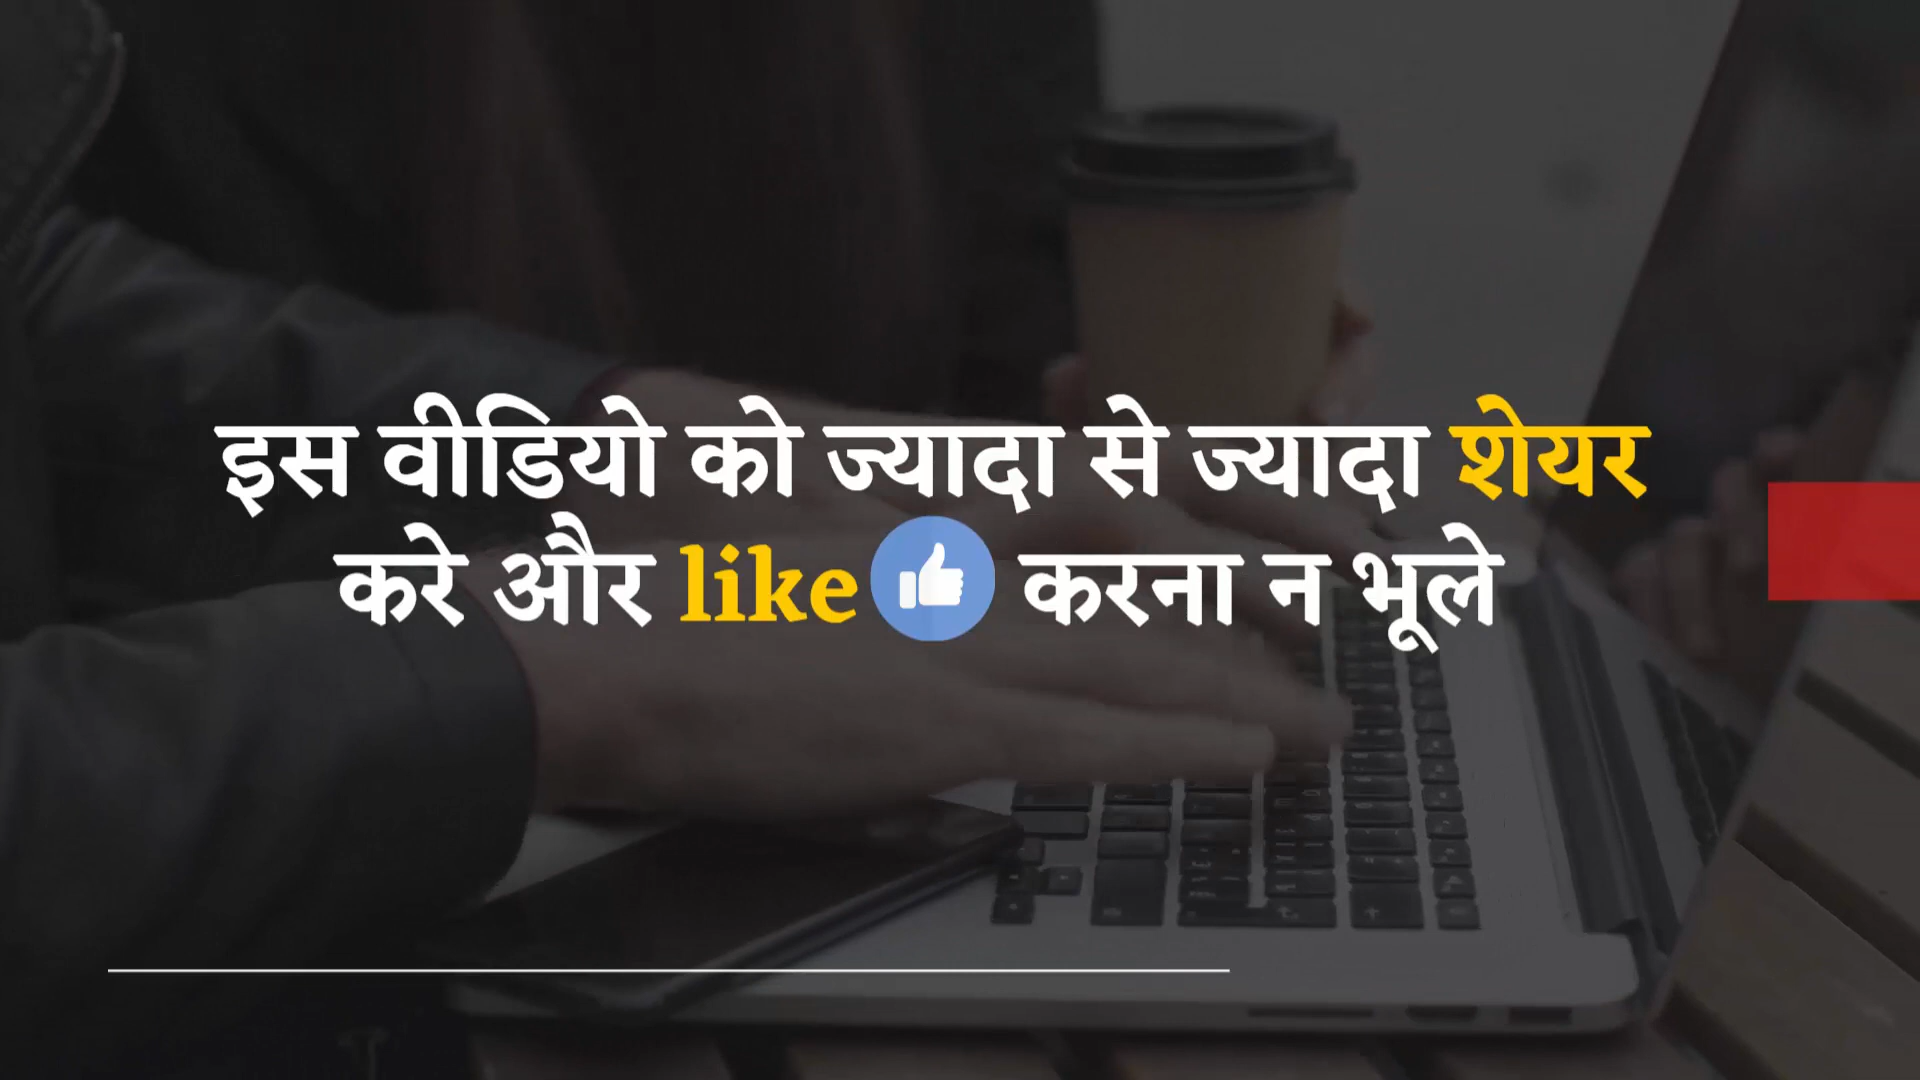 इस वीडियो को ज्यादा से ज्यादा शेयर
करे और like करना न भूले